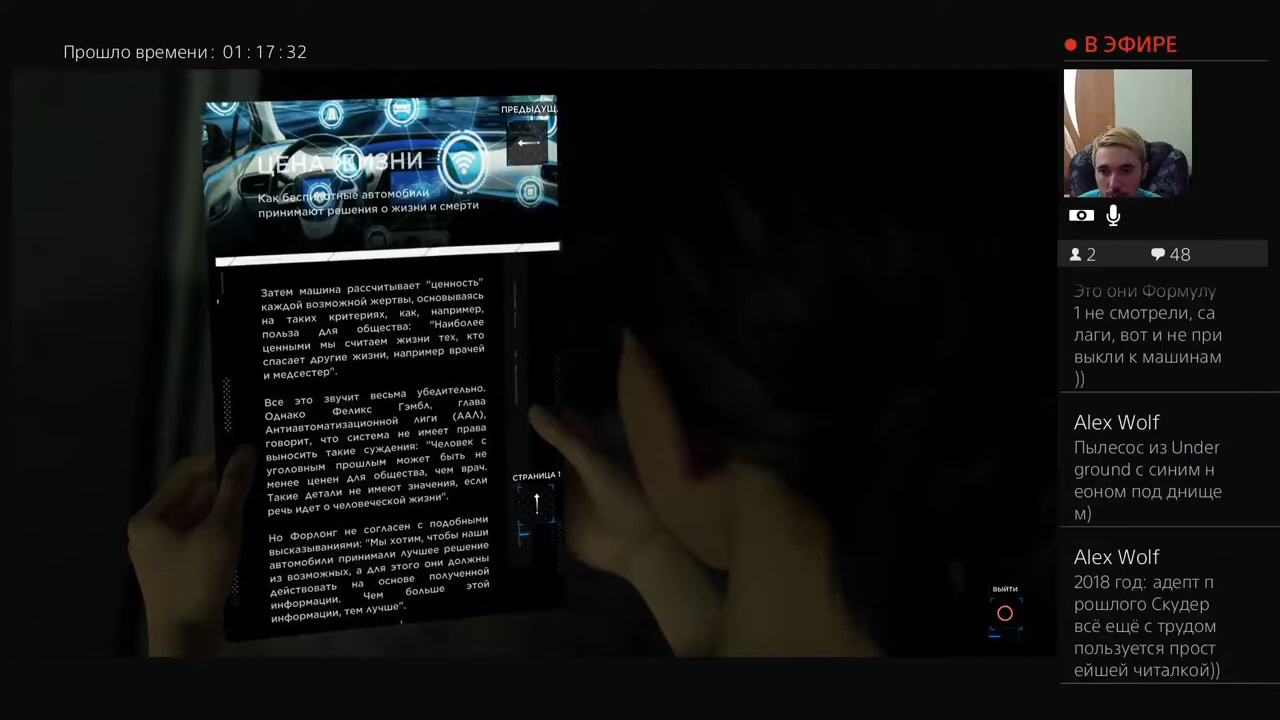 Прошло времени: 01:17:32
В ЭФИРЕ
2
48
ПРЕДЫДУЩ.
ЦЕНА ЖИЗНИ
Как беспилотные автомобили
принимают решения о жизни и смерти
Затем машина рассчитывает "ценность"
каждой возможной жертвы, основываясь
на таких критериях, как, например,
польза для общества: "Наиболее
ценными мы считаем жизни тех, кто
спасает другие жизни, например врачей
и медсестер".
Все это звучит весьма убедительно.
Однако Феликс Гэмбл, глава
Антиавтоматизационной лиги (ААЛ),
говорит, что система не имеет права
выносить такие суждения: "Человек с
уголовным прошлым может быть не
менее ценен для общества, чем врач.
Такие детали не имеют значения, если
речь идет о человеческой жизни".
Но Форлонг не согласен с подобными
высказываниями: "Мы хотим, чтобы наши
автомобили принимали лучшее решение
из возможных, а для этого они должны
действовать на основе полученной
информации. Чем больше этой
информации, тем лучше".
СТРАНИЦА 1
ВЫЙТИ
Это они Формулу
1 не смотрели, са
лаги, вот и не при
выкли к машинам
))
Alex Wolf
Пылесос из Under
ground с синим н
еоном под днище
м)
Alex Wolf
2018 год: адепт п
рошлого Скудер
всё ещё с трудом
пользуется прост
ейшей читалкой))